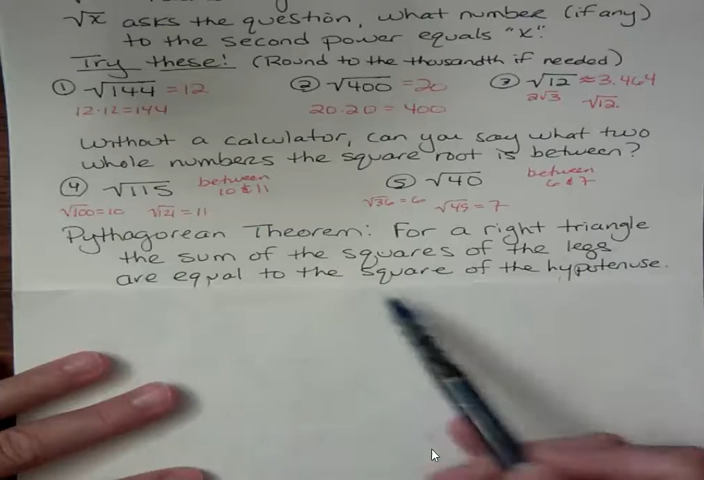 √x asks the question, what number (if any)
to the second power equals "x".
Try these! (Round to the thousandth if needed)
① √144 = 12 ② √400 = 20 ③ √12 ≈ 3.464
12·12=144 20·20 = 400 2√3 √12.
Without a calculator, can you say what two
whole numbers the square root is between?
④ √115 between 10 & 11 ⑤ √40 between 6 & 7
√100=10 √121 = 11 √36 = 6 √49 = 7
Pythagorean Theorem: For a right triangle
the sum of the squares of the legs
are equal to the square of the hypotenuse.